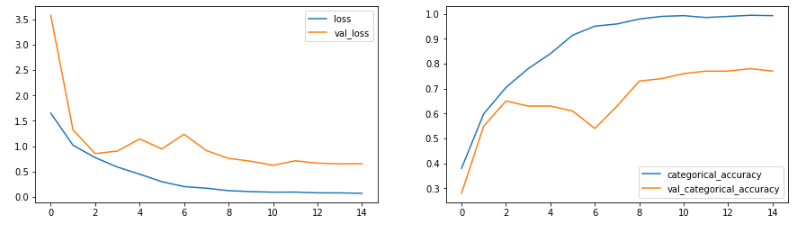 loss
val_loss
3.5
3.0
2.5
2.0
1.5
1.0
0.5
0.0
0 2 4 6 8 10 12 14
1.0
0.9
0.8
0.7
0.6
0.5
0.4
0.3
categorical_accuracy
val_categorical_accuracy
0 2 4 6 8 10 12 14